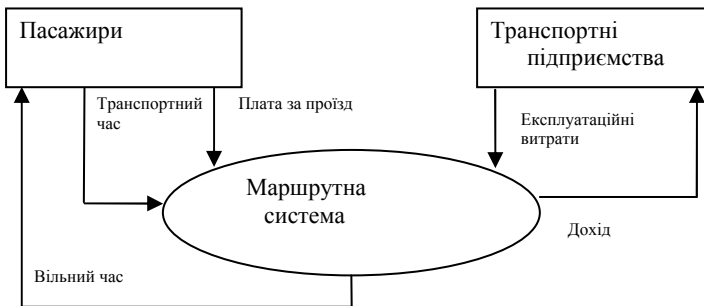 Пасажири
Транспортні
підприємства
Транспортний
час
Плата за проїзд
Експлуатаційні
витрати
Маршрутна
система
Дохід
Вільний час